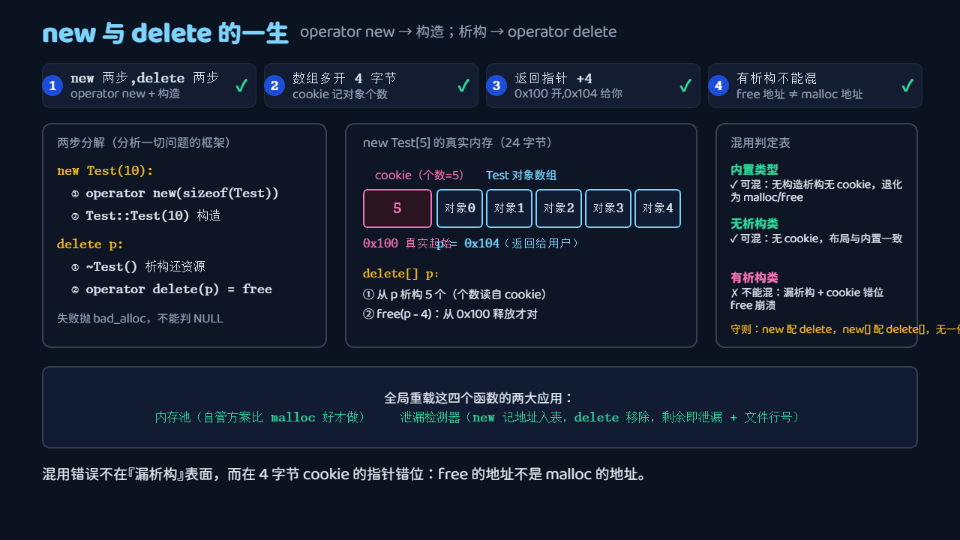 new 与 delete 的一生 operator new → 构造；析构 → operator delete
1 new 两步,delete 两步 ✓
operator new + 构造
2 数组多开 4 字节 ✓
cookie 记对象个数
3 返回指针 +4 ✓
0x100 开,0x104 给你
4 有析构不能混 ✓
free 地址 ≠ malloc 地址
两步分解（分析一切问题的框架）
new Test(10):
① operator new(sizeof(Test))
② Test::Test(10) 构造
delete p:
① ~Test() 析构还资源
② operator delete(p) = free
失败抛 bad_alloc，不能判 NULL
new Test[5] 的真实内存（24 字节）
cookie（个数=5） Test 对象数组
5 对象0 对象1 对象2 对象3 对象4
0x100 真实起始 p = 0x104（返回给用户）
delete[] p:
① 从 p 析构 5 个（个数读自 cookie）
② free(p - 4)：从 0x100 释放才对
混用判定表
内置类型
✓ 可混：无构造析构无 cookie，退化
为 malloc/free
无析构类
✓ 可混：无 cookie，布局与内置一致
有析构类
✗ 不能混：漏析构 + cookie 错位
free 崩溃
守则：new 配 delete，new[] 配 delete[]，无一
全局重载这四个函数的两大应用：
内存池（自管方案比 malloc 好才做） 泄漏检测器（new 记地址入表，delete 移除，剩余即泄漏 + 文件行号）
混用错误不在『漏析构』表面，而在 4 字节 cookie 的指针错位：free 的地址不是 malloc 的地址。